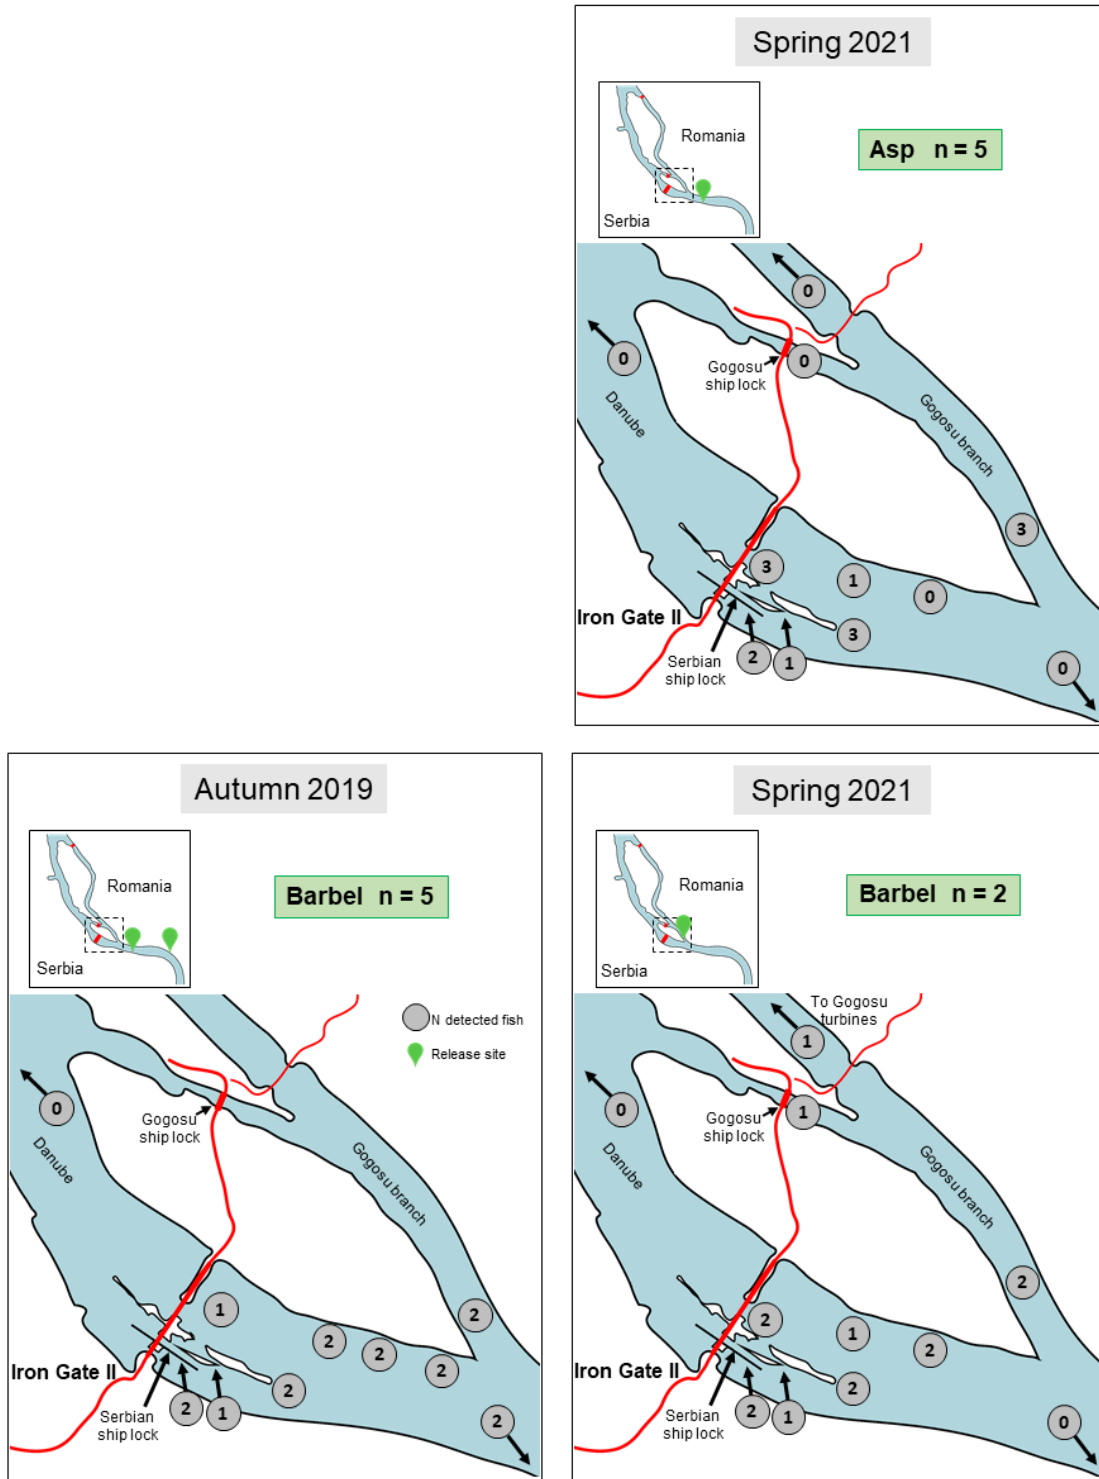 Spring 2021
Romania
Serbia
Asp n = 5
0
0
0
Gogosu
ship lock
Danube
Gogosu branch
3
3
1
0
Iron Gate II
3
2
1
Serbian
ship lock
0
Autumn 2019
Romania
Serbia
Barbel n = 5
N detected fish
Release site
0
Gogosu
ship lock
Danube
Gogosu branch
1
2
2
2
2
Iron Gate II
2
2
1
Serbian
ship lock
2
Spring 2021
Romania
Serbia
Barbel n = 2
To Gogosu
turbines
1
0
1
Gogosu
ship lock
Danube
Gogosu branch
2
2
1
2
Iron Gate II
2
2
1
Serbian
ship lock
0